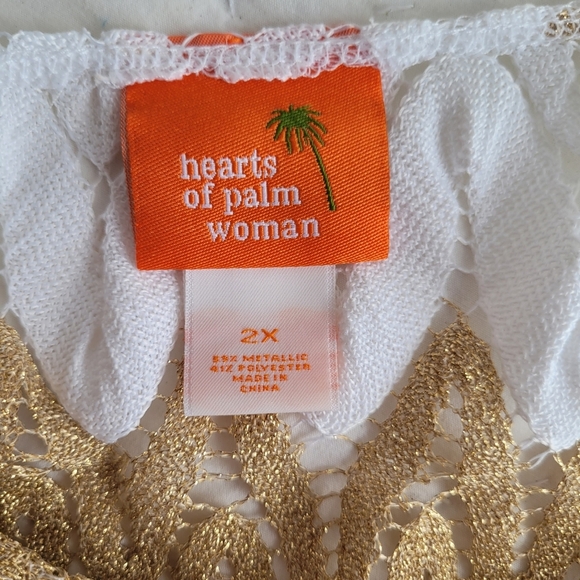 hearts
of palm
woman
2X
59% METALLIC
41% POLYESTER
MADE IN
CHINA